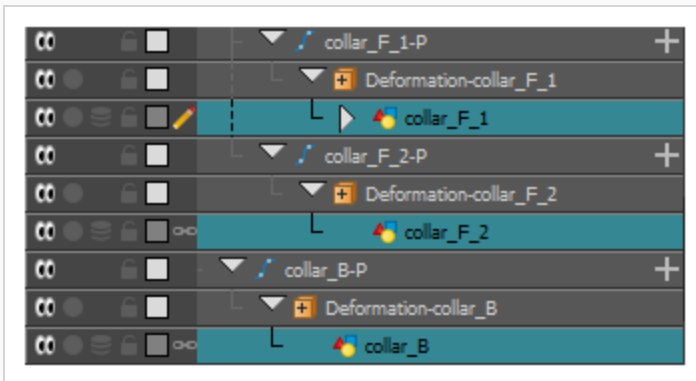 collar_F_1-P
Deformation-collar_F_1
collar_F_1
collar_F_2-P
Deformation-collar_F_2
collar_F_2
collar_B-P
Deformation-collar_B
collar_B